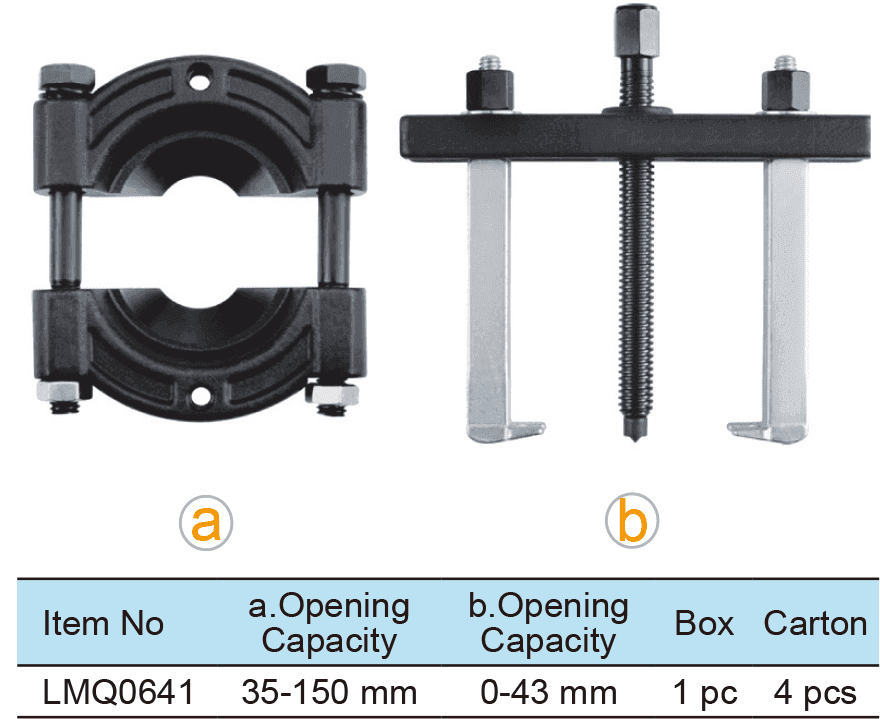 a
b
Item No
a.Opening Capacity
b.Opening Capacity
Box
Carton
LMQ0641
35-150 mm
0-43 mm
1 pc
4 pcs